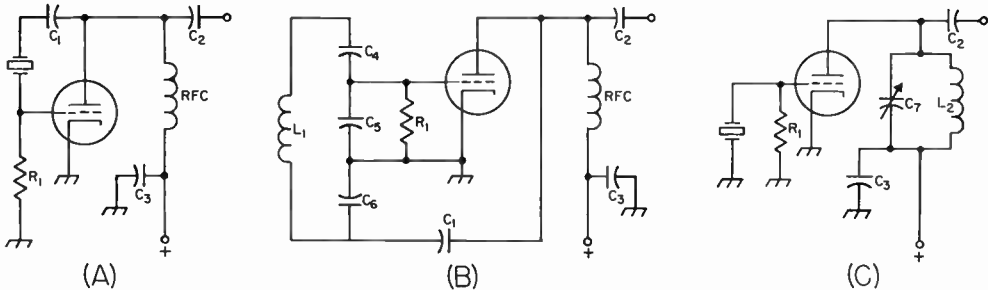 C1
C2
RFC
R1
C3
+
(A)
C4
C2
C5
R1
RFC
L1
C6
C3
C1
+
(B)
C2
R1
C7
L2
C3
+
(C)